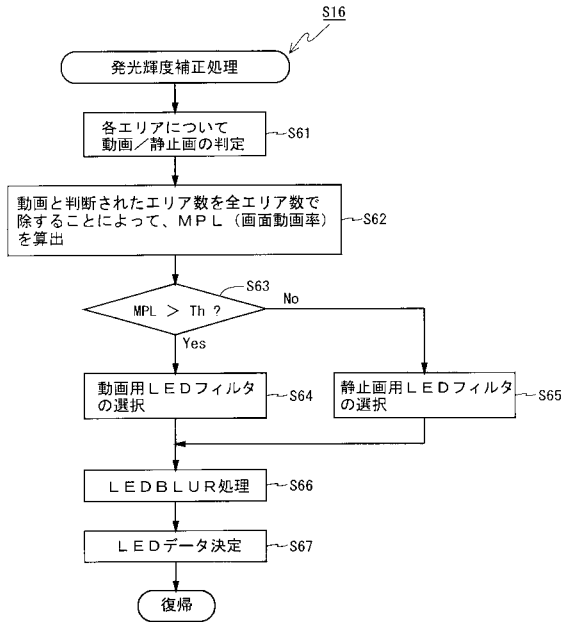 S16
発光輝度補正処理
各エリアについて
動画/静止画の判定
S61
動画と判断されたエリア数を全エリア数で
除することによって、MPL(画面動画率)
を算出
S62
S63
MPL > Th ?
No
Yes
動画用LEDフィルタ
の選択
S64
静止画用LEDフィルタ
の選択
S65
LEDBLUR処理
S66
LEDデータ決定
S67
復帰